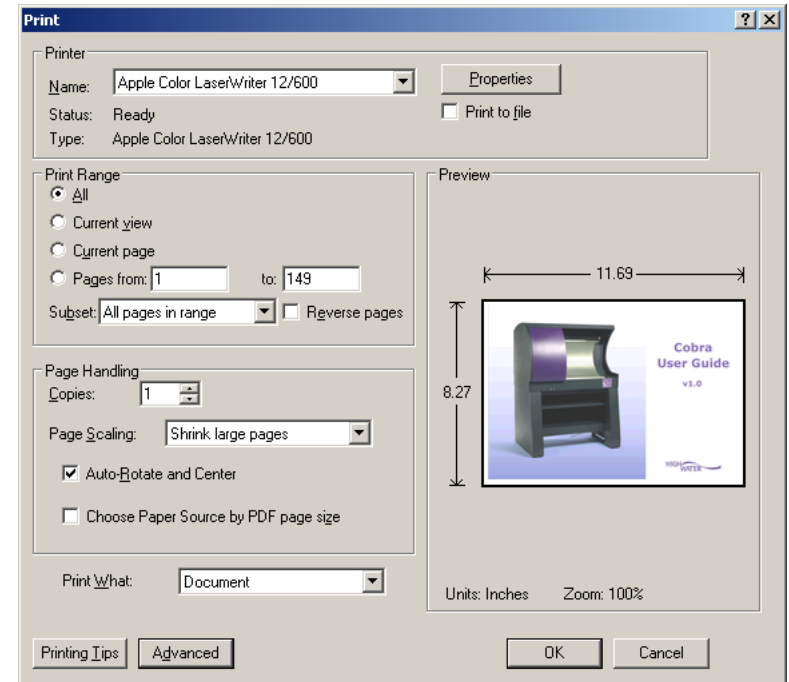 Print
Printer
Name: Apple Color LaserWriter 12/600 Properties
Status: Ready Print to file
Type: Apple Color LaserWriter 12/600
Print Range
All
Current view
Current page
Pages from: 1 to: 149
Subset: All pages in range Reverse pages
Page Handling
Copies: 1
Page Scaling: Shrink large pages
Auto-Rotate and Center
Choose Paper Source by PDF page size
Print What: Document
Preview
11.69
8.27
Cobra
User Guide
v1.0
HIGHWATER
Units: Inches Zoom: 100%
Printing Tips Advanced OK Cancel